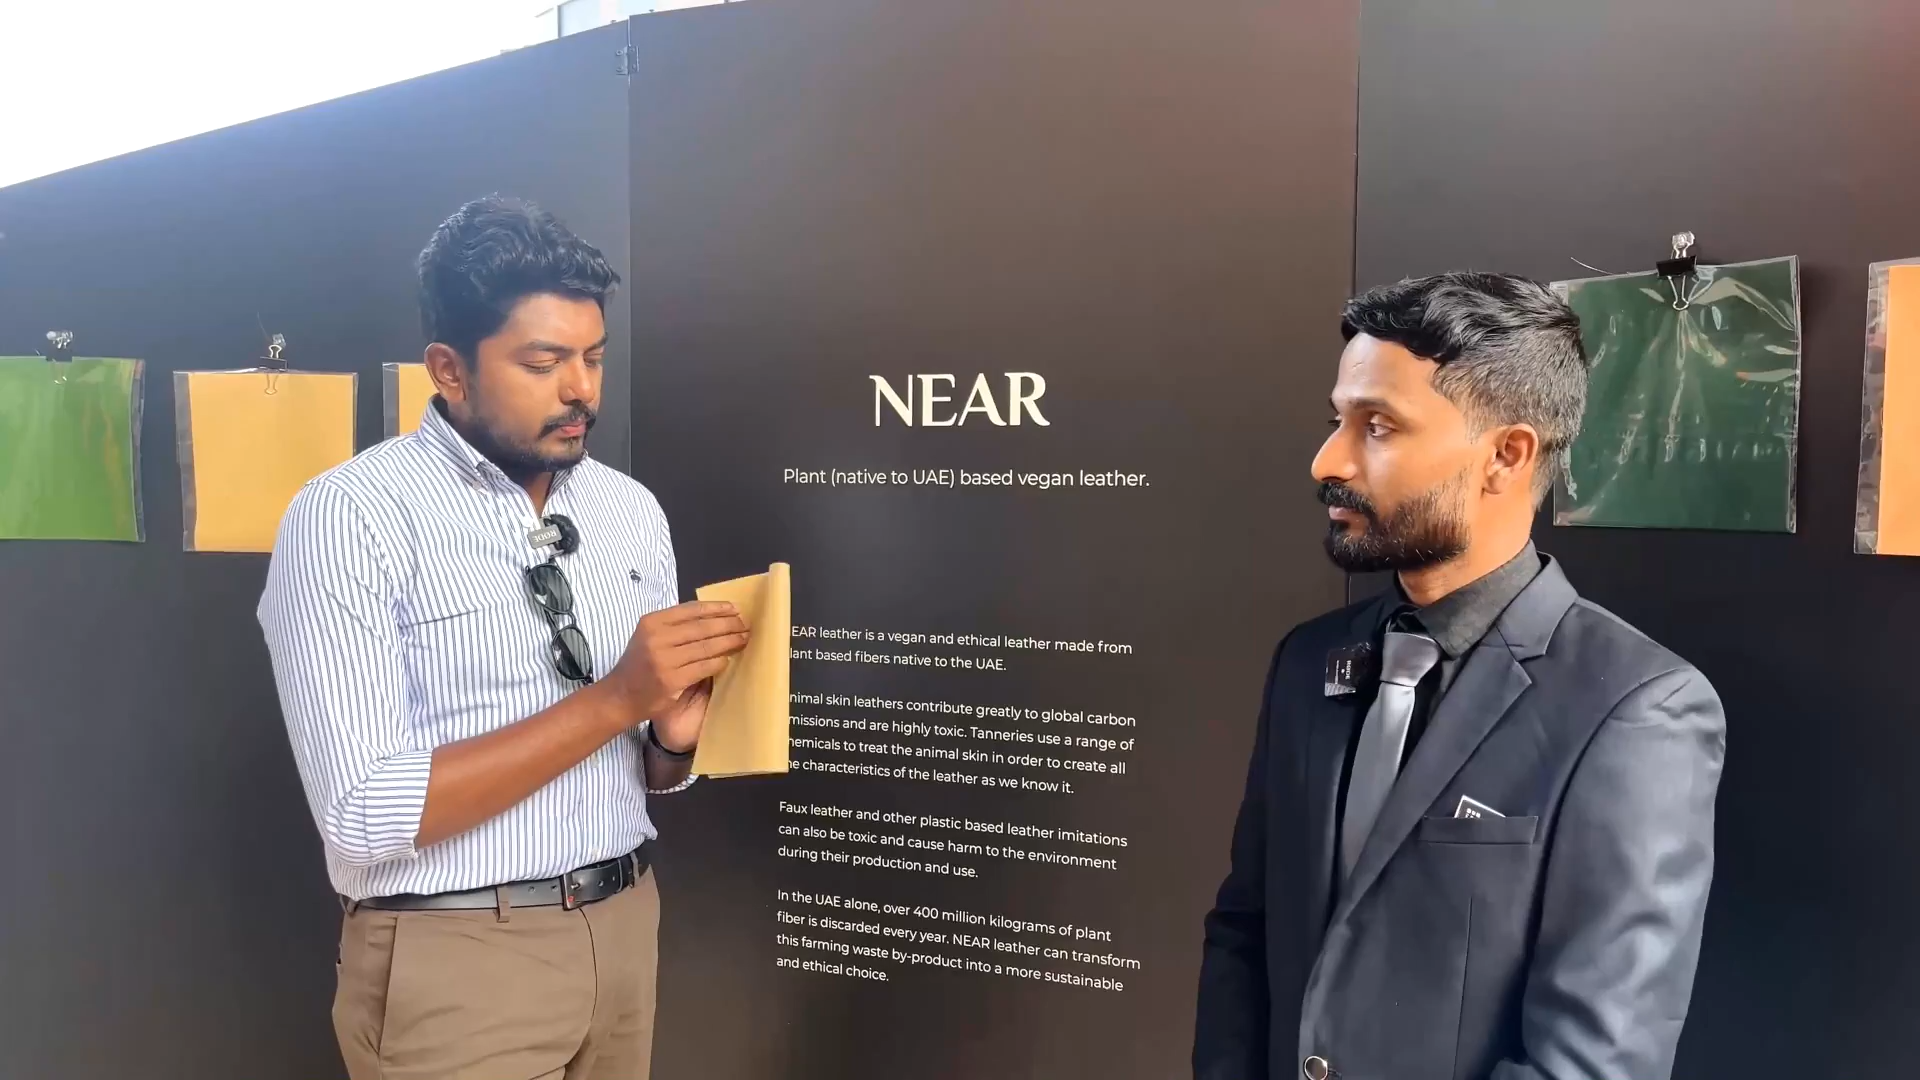 NEAR
Plant (native to UAE) based vegan leather.
EAR leather is a vegan and ethical leather made from
lant based fibers native to the UAE.
nimal skin leathers contribute greatly to global carbon
missions and are highly toxic. Tanneries use a range of
hemicals to treat the animal skin in order to create all
he characteristics of the leather as we know it.
Faux leather and other plastic based leather imitations
can also be toxic and cause harm to the environment
during their production and use.
In the UAE alone, over 400 million kilograms of plant
fiber is discarded every year. NEAR leather can transform
this farming waste by-product into a more sustainable
and ethical choice.
RODE
RODE